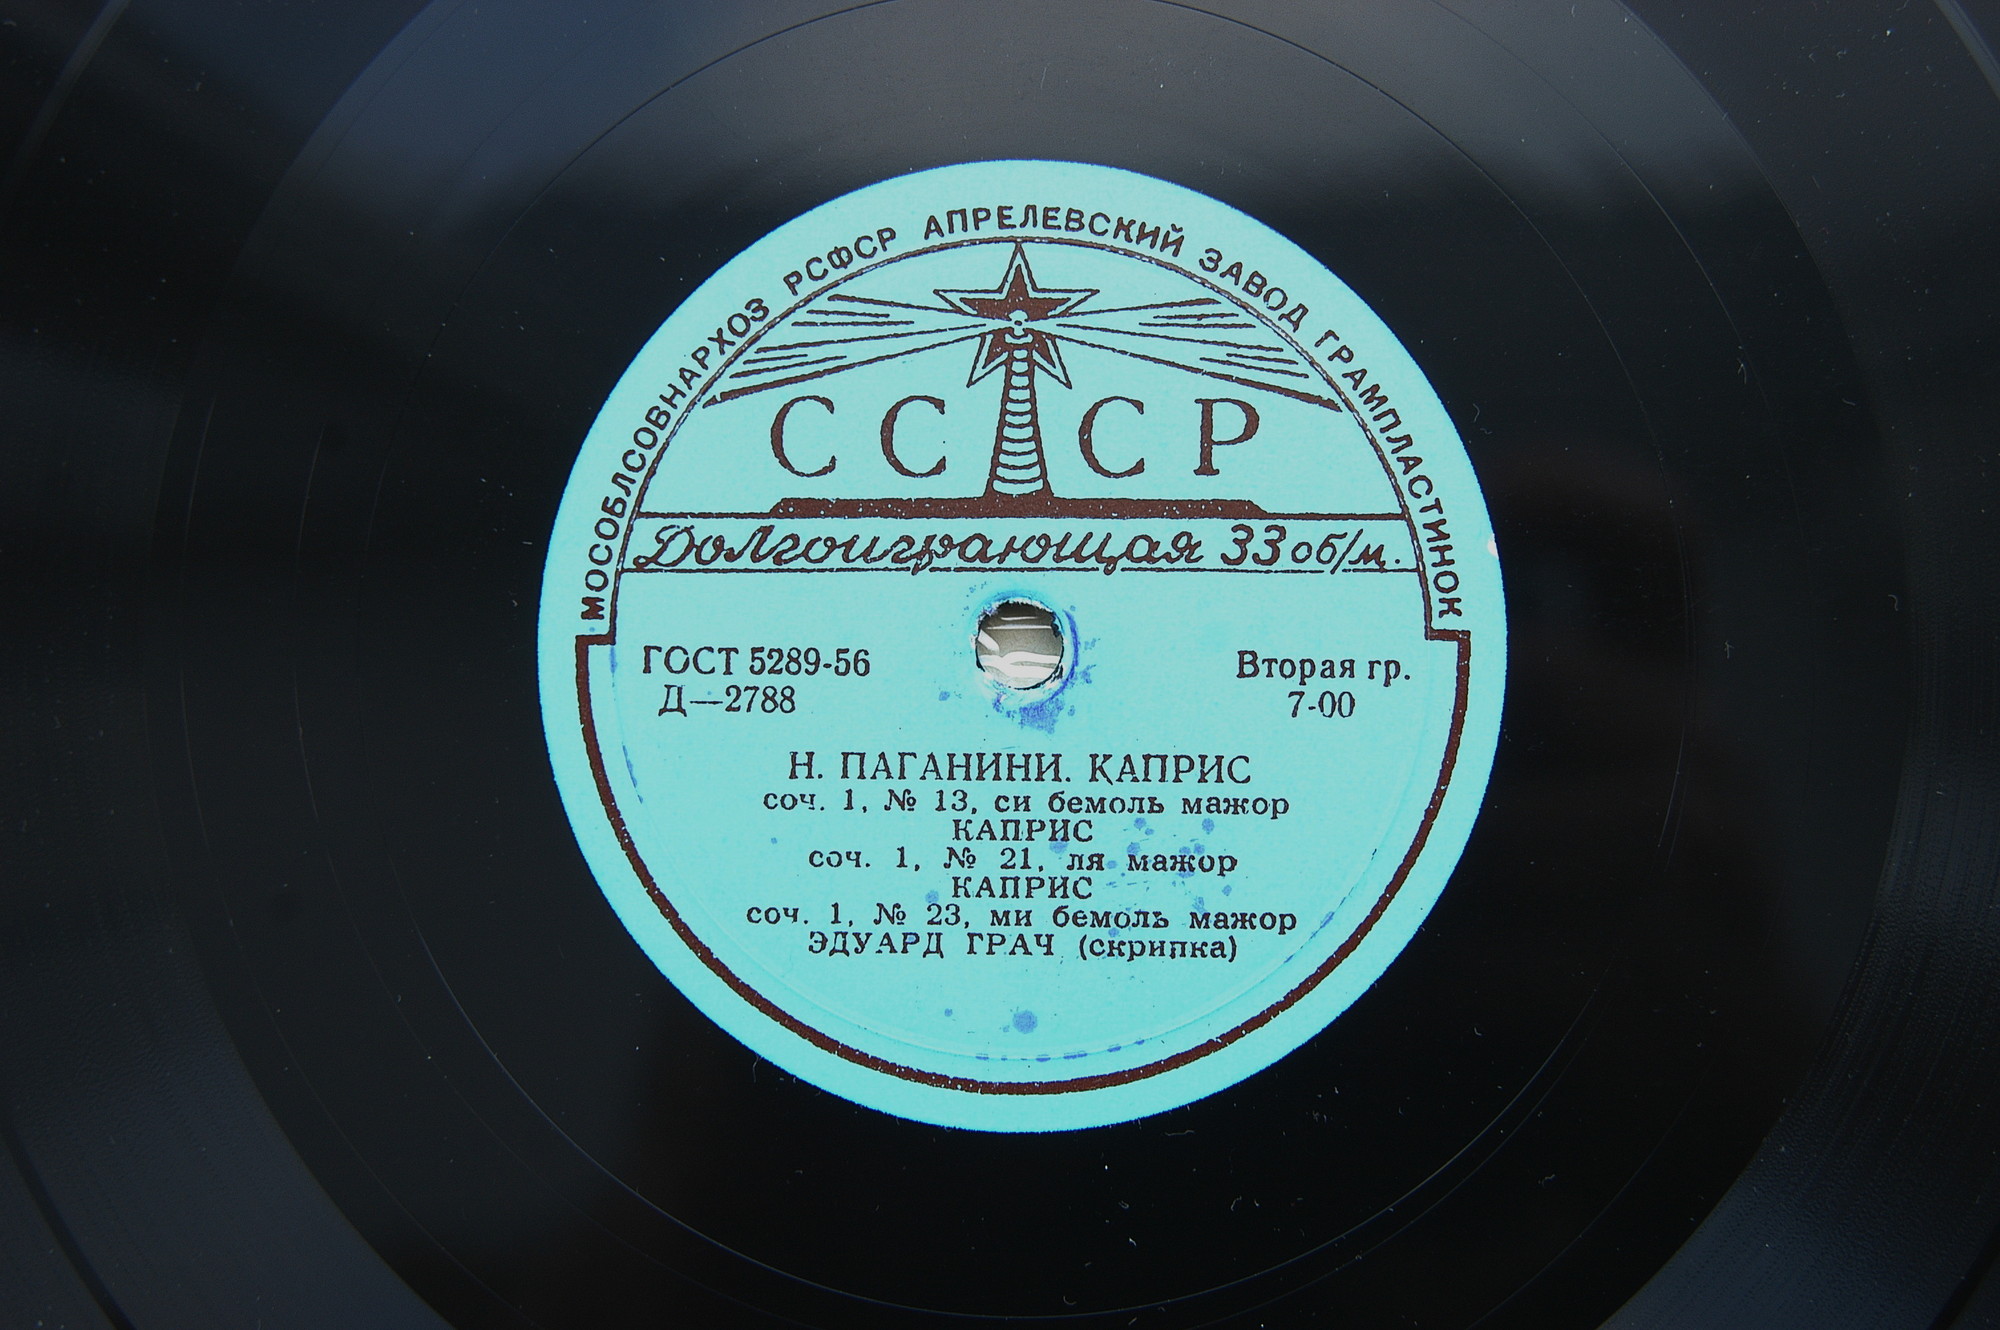 МОСОБЛСОВНАРХОЗ РСФСР АПРЕЛЕВСКИЙ ЗАВОД ГРАМПЛАСТИНОК
СССР
Долгоиграющая 33 об/м.
ГОСТ 5289-56
Д—2788
Вторая гр.
7-00
Н. ПАГАНИНИ. КАПРИС
соч. 1, № 13, си бемоль мажор
КАПРИС
соч. 1, № 21, ля мажор
КАПРИС
соч. 1, № 23, ми бемоль мажор
ЭДУАРД ГРАЧ (скрипка)